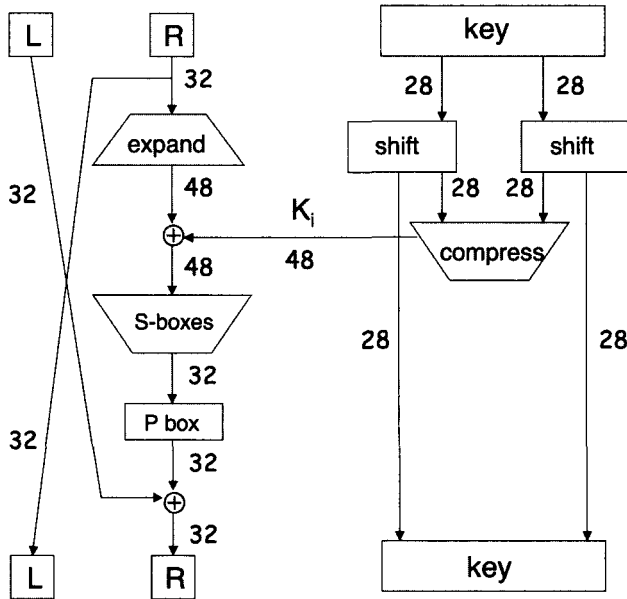 L R key
32 28 28
expand shift shift
48 28 28
32 Kᵢ compress
48 48
S-boxes
32 28 28
P box
32 32
32
L R key